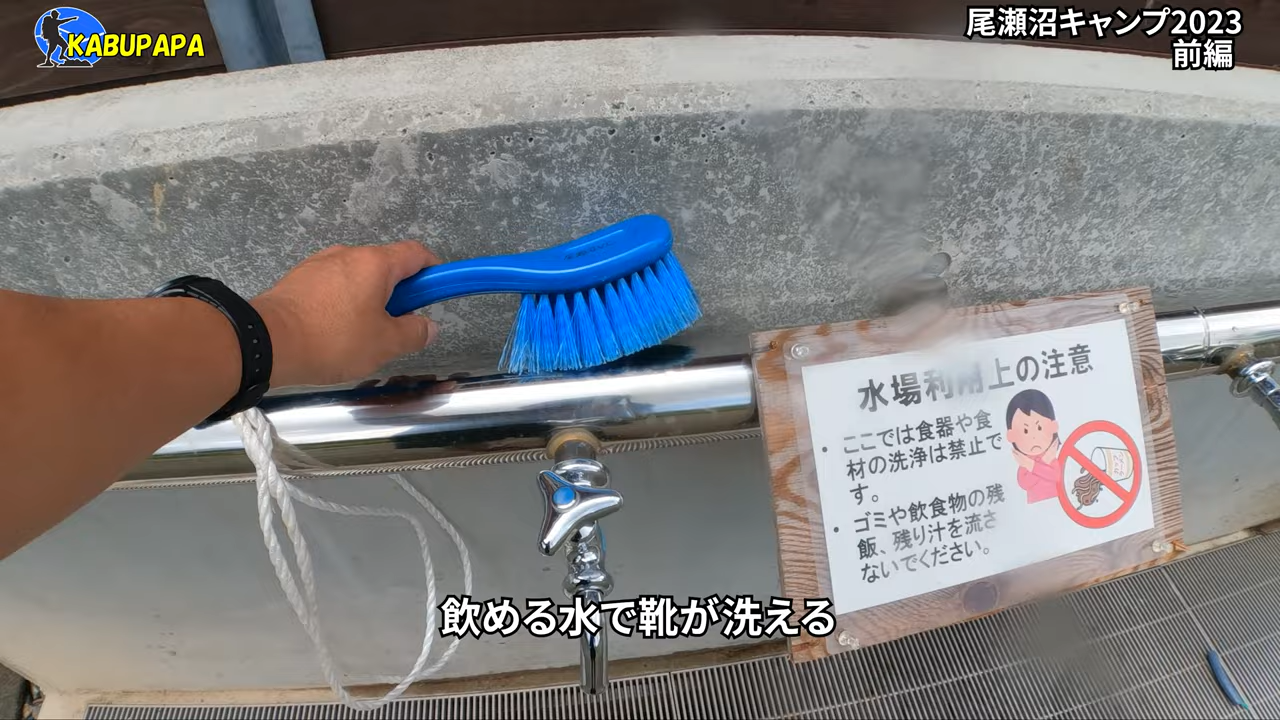 KABUPAPA
尾瀬沼キャンプ2023
前編
水場利用上の注意
・ここでは食器や食
材の洗浄は禁止で
す。
・ゴミや飲食物の残
飯、残り汁を流さ
ないでください。
飲める水で靴が洗える